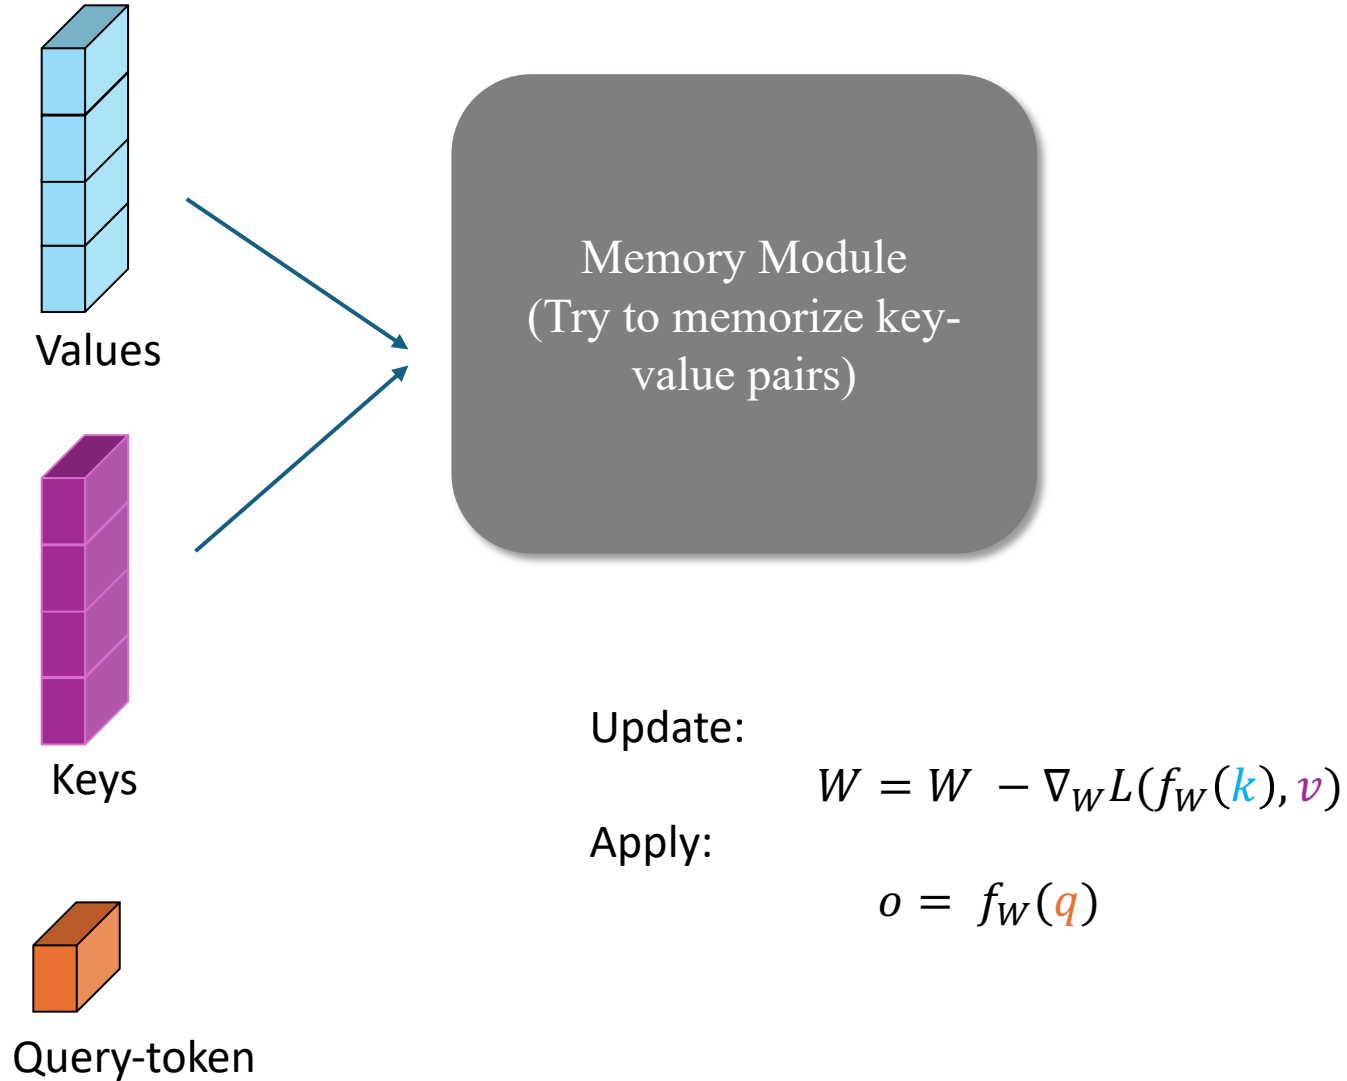 Values
Memory Module
(Try to memorize key-
value pairs)
Keys
Update:
W = W − ∇_W L(f_W(k), v)
Apply:
o = f_W(q)
Query-token